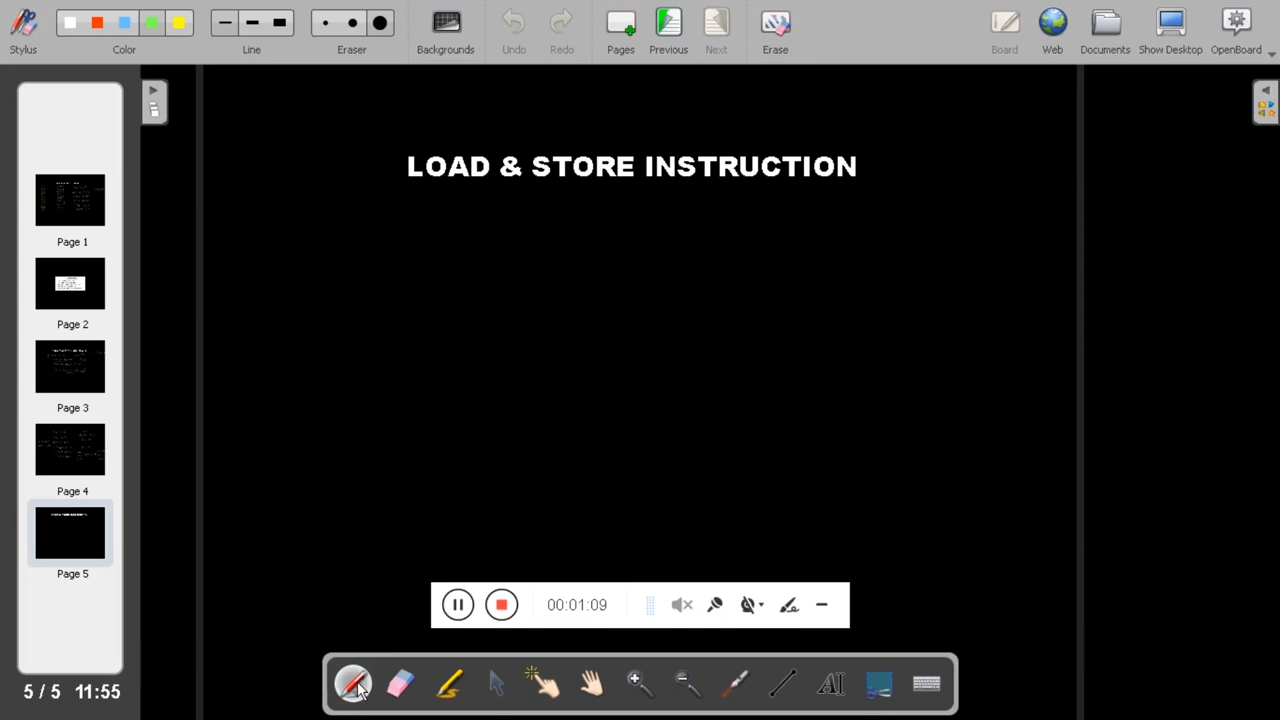 Stylus
Color
Line
Eraser
Backgrounds
Undo
Redo
Pages
Previous
Next
Erase
Board
Web
Documents
Show Desktop
OpenBoard
LOAD & STORE INSTRUCTION
Page 1
Page 2
Page 3
Page 4
Page 5
00:01:09
AI
5 / 5 11:55